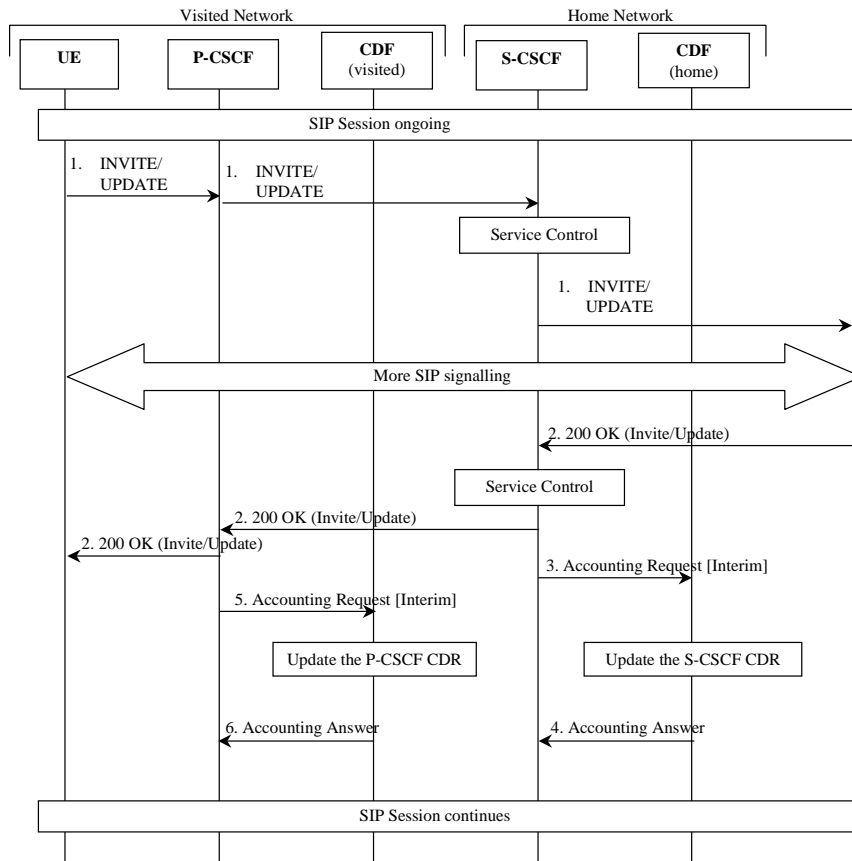 Visited Network
Home Network
UE
P-CSCF
CDF
(visited)
S-CSCF
CDF
(home)
SIP Session ongoing
1. INVITE/
UPDATE
1. INVITE/
UPDATE
Service Control
1. INVITE/
UPDATE
More SIP signalling
2. 200 OK (Invite/Update)
Service Control
2. 200 OK (Invite/Update)
2. 200 OK (Invite/Update)
3. Accounting Request [Interim]
5. Accounting Request [Interim]
Update the P-CSCF CDR
Update the S-CSCF CDR
6. Accounting Answer
4. Accounting Answer
SIP Session continues